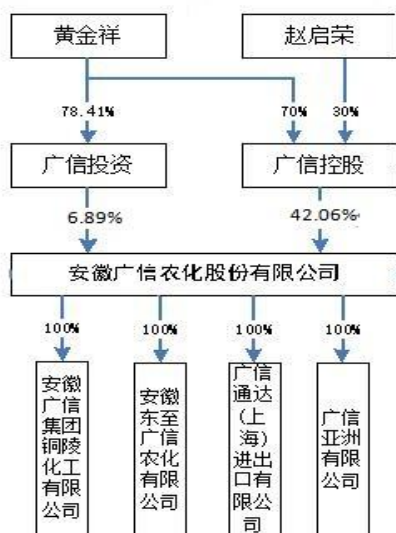 黄金祥
赵启荣
78.41%
70%
30%
广信投资
广信控股
6.89%
42.06%
安徽广信农化股份有限公司
100%
100%
100%
100%
安徽
广信
集团
铜陵
化工
有限
公司
安徽
东至
广信
农化
有限
公司
广信
通达
(上
海)
进出
口有
限公
司
广信
亚洲
有限
公司